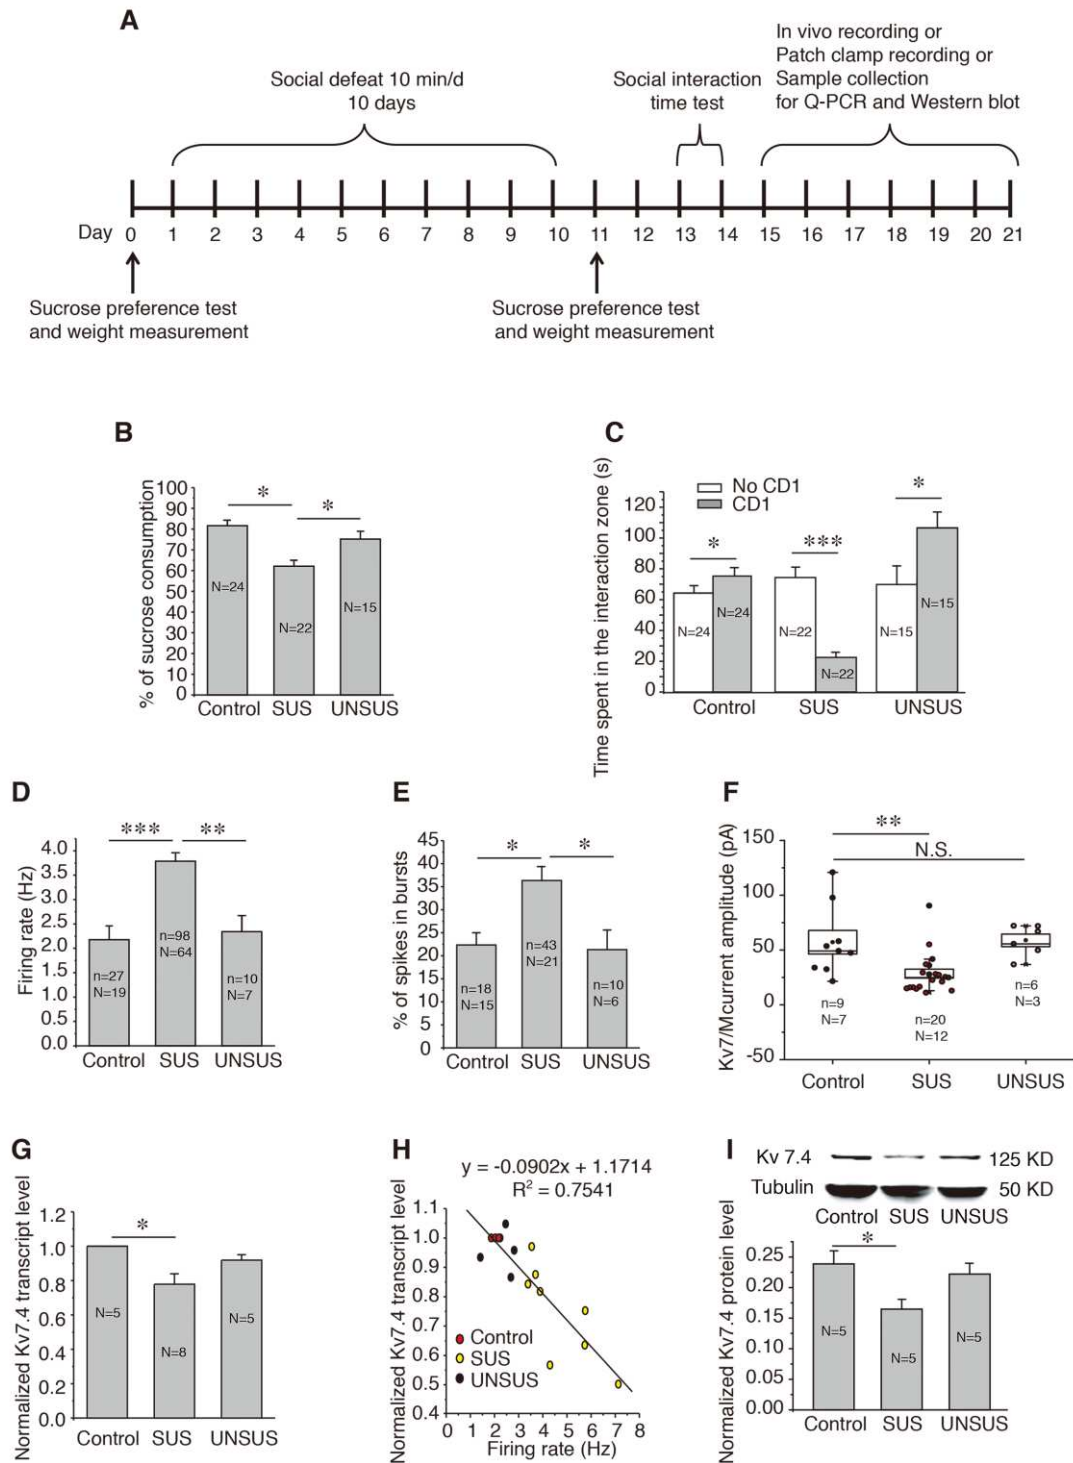 A
Social defeat 10 min/d
10 days
Social interaction
time test
In vivo recording or
Patch clamp recording or
Sample collection
for Q-PCR and Western blot
Day 0 1 2 3 4 5 6 7 8 9 10 11 12 13 14 15 16 17 18 19 20 21
Sucrose preference test
and weight measurement
Sucrose preference test
and weight measurement
B
% of sucrose consumption
100
90
80
70
60
50
40
30
20
10
0
* *
N=24
N=22
N=15
Control SUS UNSUS
C
Time spent in the interaction zone (s)
No CD1
CD1
120
100
80
60
40
20
0
* *** *
N=24 N=24
N=22 N=22
N=15 N=15
Control SUS UNSUS
D
Firing rate (Hz)
4.0
3.5
3.0
2.5
2.0
1.5
1.0
0.5
0.0
*** **
n=27
N=19
n=98
N=64
n=10
N=7
Control SUS UNSUS
E
% of spikes in bursts
45
40
35
30
25
20
15
10
5
0
* *
n=18
N=15
n=43
N=21
n=10
N=6
Control SUS UNSUS
F
Kv7/Mcurrent amplitude (pA)
150
100
50
0
-50
**
N.S.
n=9
N=7
n=20
N=12
n=6
N=3
Control SUS UNSUS
G
Normalized Kv7.4 transcript level
1.2
1.0
0.8
0.6
0.4
0.2
0.0
*
N=5
N=8
N=5
Control SUS UNSUS
H
y = -0.0902x + 1.1714
R² = 0.7541
Normalized Kv7.4 transcript level
1.1
1.0
0.9
0.8
0.7
0.6
0.5
0.4
Control
SUS
UNSUS
0 1 2 3 4 5 6 7 8
Firing rate (Hz)
I
Kv 7.4 125 KD
Tubulin 50 KD
Control SUS UNSUS
Normalized Kv7.4 protein level
0.25
0.20
0.15
0.10
0.05
0.00
*
N=5
N=5
N=5
Control SUS UNSUS